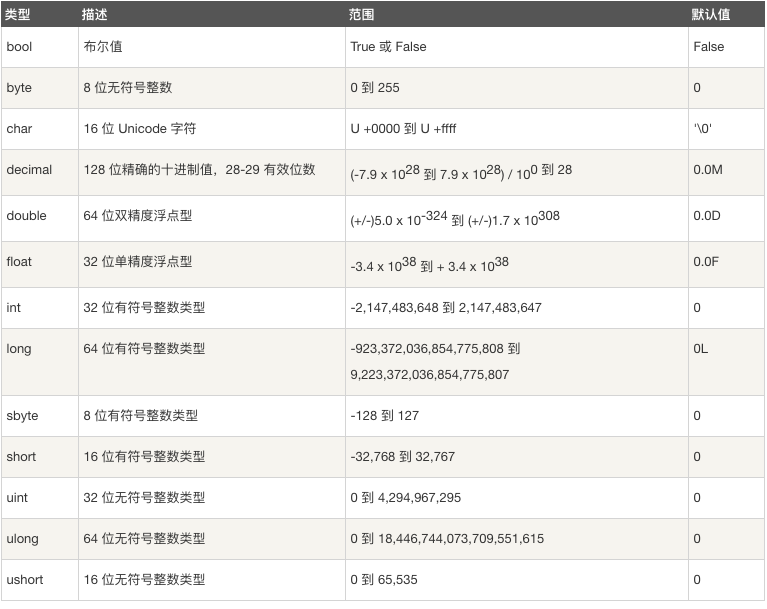 类型 描述 范围 默认值
bool 布尔值 True 或 False False
byte 8 位无符号整数 0 到 255 0
char 16 位 Unicode 字符 U +0000 到 U +ffff '\0'
decimal 128 位精确的十进制值，28-29 有效位数 (-7.9 x 10^28 到 7.9 x 10^28) / 10^0 到 28 0.0M
double 64 位双精度浮点型 (+/-)5.0 x 10^-324 到 (+/-)1.7 x 10^308 0.0D
float 32 位单精度浮点型 -3.4 x 10^38 到 + 3.4 x 10^38 0.0F
int 32 位有符号整数类型 -2,147,483,648 到 2,147,483,647 0
long 64 位有符号整数类型 -923,372,036,854,775,808 到 0L
9,223,372,036,854,775,807
sbyte 8 位有符号整数类型 -128 到 127 0
short 16 位有符号整数类型 -32,768 到 32,767 0
uint 32 位无符号整数类型 0 到 4,294,967,295 0
ulong 64 位无符号整数类型 0 到 18,446,744,073,709,551,615 0
ushort 16 位无符号整数类型 0 到 65,535 0